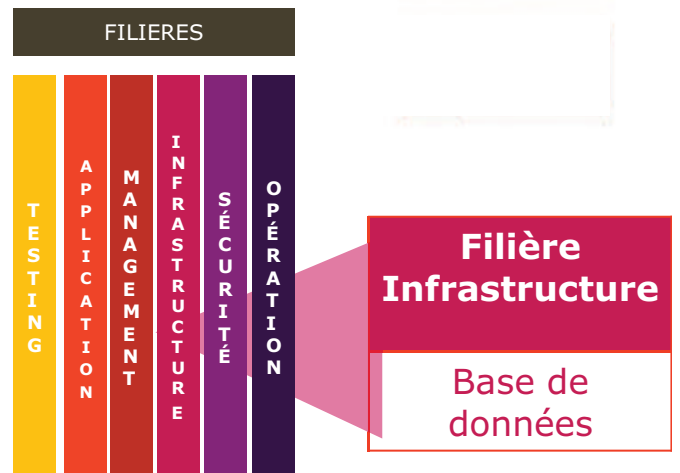 FILIERES
TESTING
APPLICATION
MANAGEMENT
INFRASTRUCTURE
SÉCURITÉ
OPÉRATION
Filière
Infrastructure
Base de
données